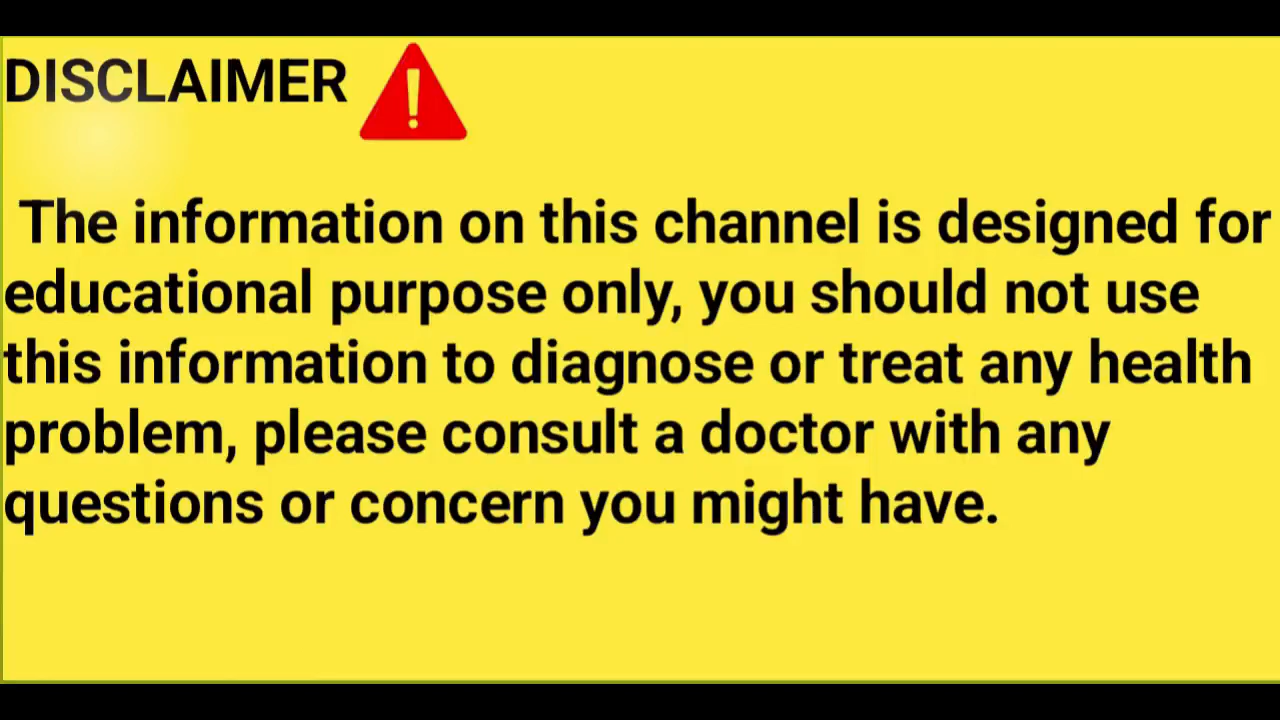 DISCLAIMER
The information on this channel is designed for
educational purpose only, you should not use
this information to diagnose or treat any health
problem, please consult a doctor with any
questions or concern you might have.